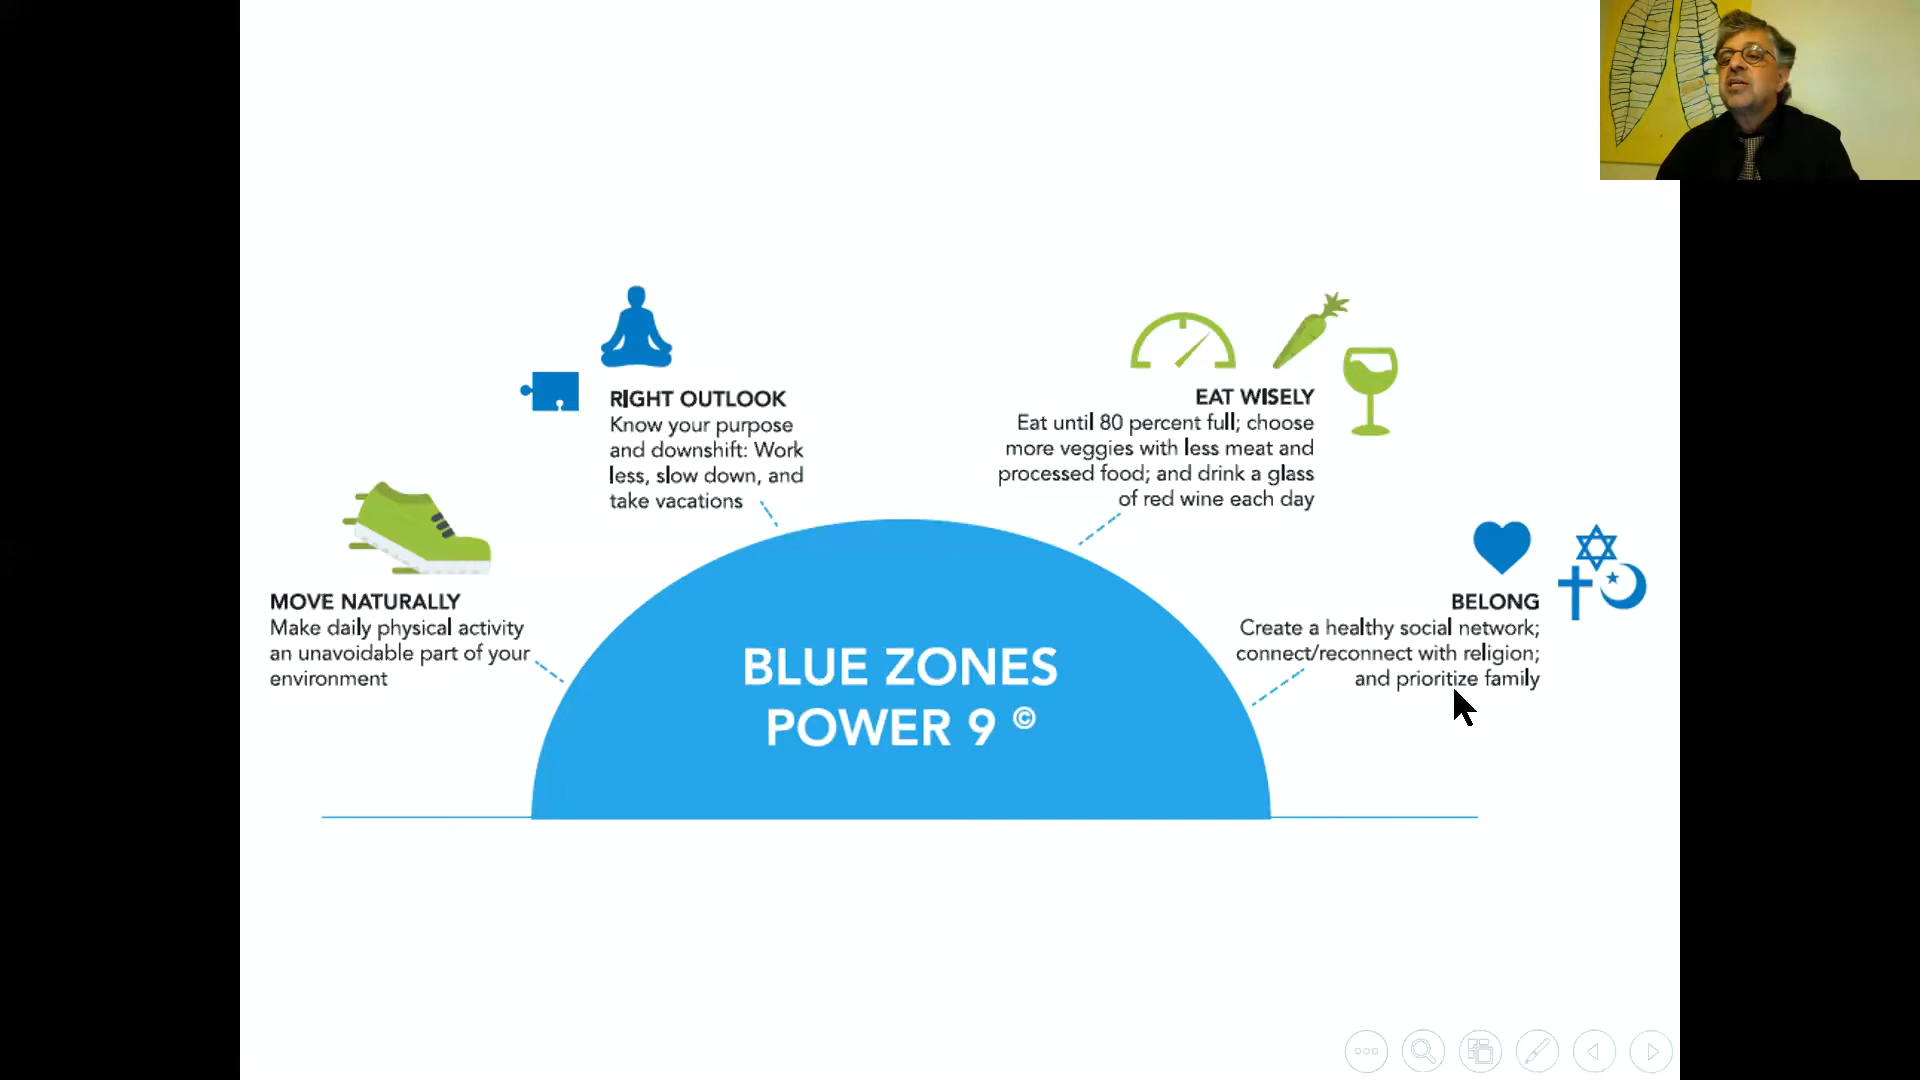 RIGHT OUTLOOK
Know your purpose
and downshift: Work
less, slow down, and
take vacations
EAT WISELY
Eat until 80 percent full; choose
more veggies with less meat and
processed food; and drink a glass
of red wine each day
MOVE NATURALLY
Make daily physical activity
an unavoidable part of your
environment
BELONG
Create a healthy social network;
connect/reconnect with religion;
and prioritize family
BLUE ZONES
POWER 9 ©